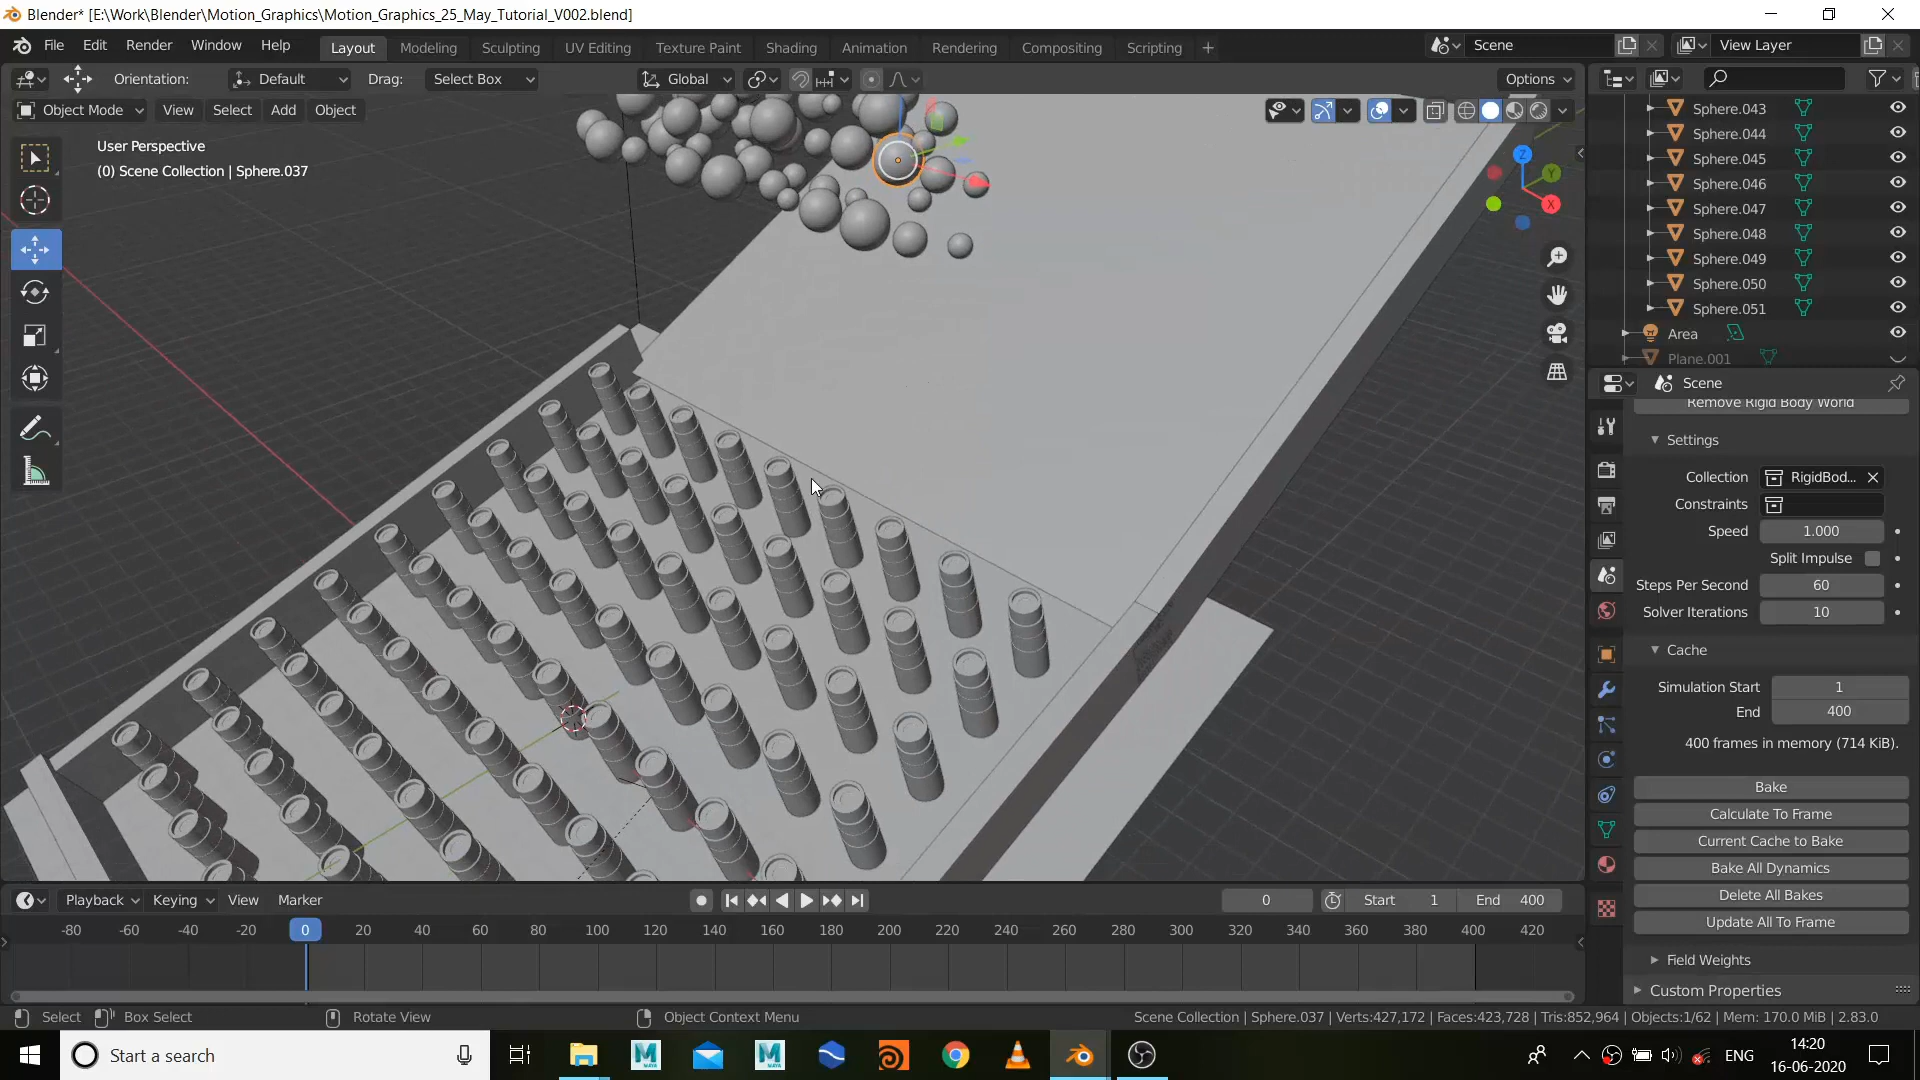 Blender* [E:\Work\Blender\Motion_Graphics\Motion_Graphics_25_May_Tutorial_V002.blend]
File Edit Render Window Help Layout Modeling Sculpting UV Editing Texture Paint Shading Animation Rendering Compositing Scripting + Scene View Layer
Orientation: Default Drag: Select Box Global Options
Object Mode View Select Add Object
User Perspective
(0) Scene Collection | Sphere.037
Z
Y
X
Sphere.043
Sphere.044
Sphere.045
Sphere.046
Sphere.047
Sphere.048
Sphere.049
Sphere.050
Sphere.051
Area
Plane.001
Scene
Remove Rigid Body World
Settings
Collection RigidBod...
Constraints
Speed 1.000
Split Impulse
Steps Per Second 60
Solver Iterations 10
Cache
Simulation Start 1
End 400
400 frames in memory (714 KiB).
Bake
Calculate To Frame
Current Cache to Bake
Bake All Dynamics
Delete All Bakes
Update All To Frame
Field Weights
Custom Properties
Playback Keying View Marker 0 Start 1 End 400
-80 -60 -40 -20 0 20 40 60 80 100 120 140 160 180 200 220 240 260 280 300 320 340 360 380 400 420
Select Box Select Rotate View Object Context Menu Scene Collection | Sphere.037 | Verts:427,172 | Faces:423,728 | Tris:852,964 | Objects:1/62 | Mem: 170.0 MiB | 2.83.0
Start a search
ENG
14:20
16-06-2020